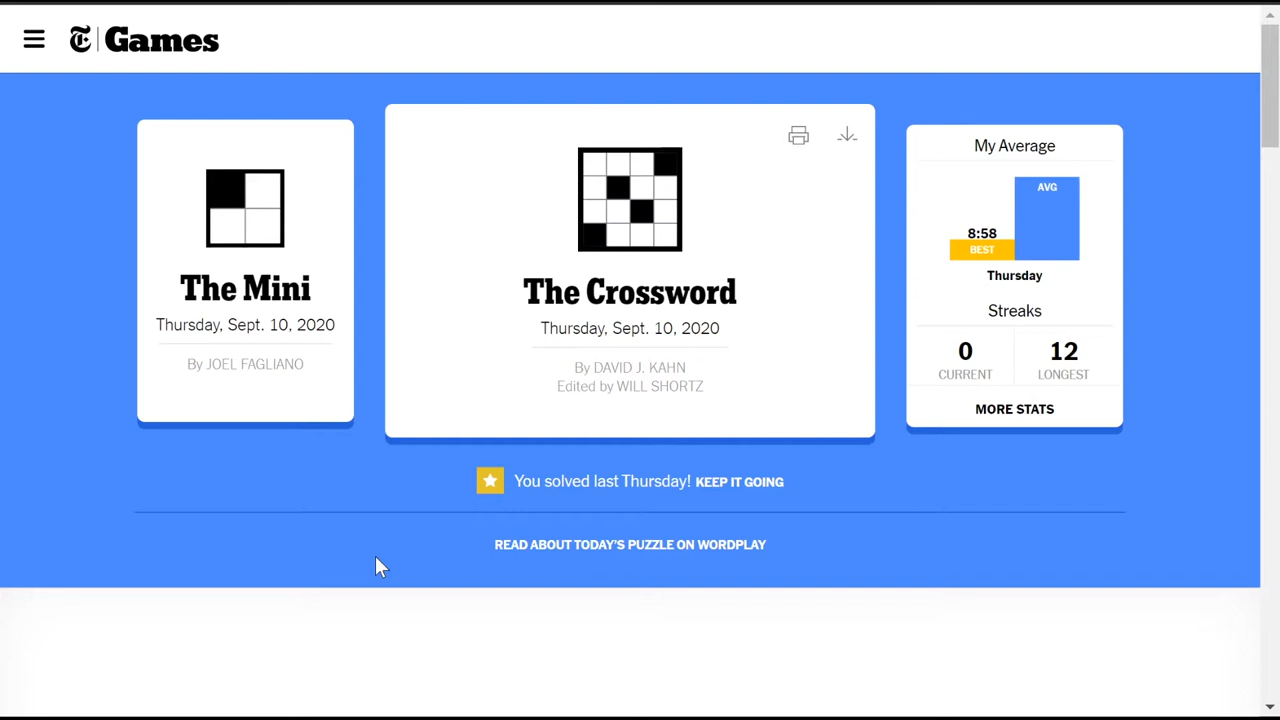 Games
The Mini
Thursday, Sept. 10, 2020
By JOEL FAGLIANO
The Crossword
Thursday, Sept. 10, 2020
By DAVID J. KAHN
Edited by WILL SHORTZ
My Average
AVG
8:58
BEST
Thursday
Streaks
0
CURRENT
12
LONGEST
MORE STATS
You solved last Thursday! KEEP IT GOING
READ ABOUT TODAY'S PUZZLE ON WORDPLAY